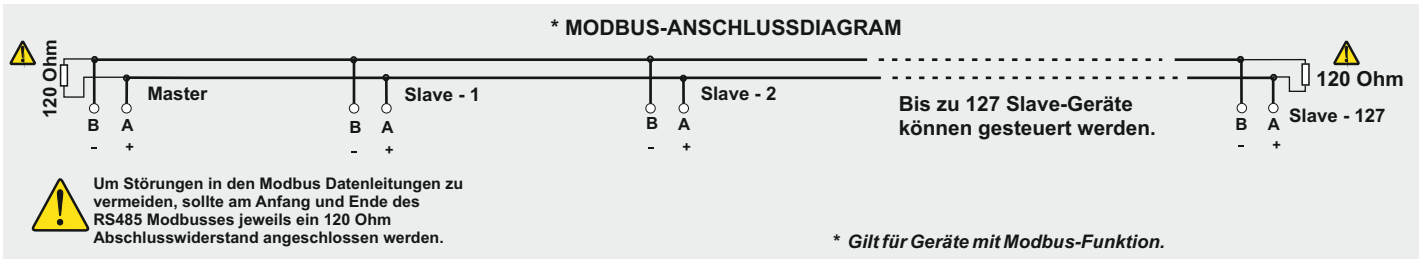 * MODBUS-ANSCHLUSSDIAGRAM
120 Ohm
Master
B A
- +
Slave - 1
B A
- +
Slave - 2
B A
- +
Bis zu 127 Slave-Geräte
können gesteuert werden.
120 Ohm
Slave - 127
B A
- +
Um Störungen in den Modbus Datenleitungen zu
vermeiden, sollte am Anfang und Ende des
RS485 Modbusses jeweils ein 120 Ohm
Abschlusswiderstand angeschlossen werden.
* Gilt für Geräte mit Modbus-Funktion.